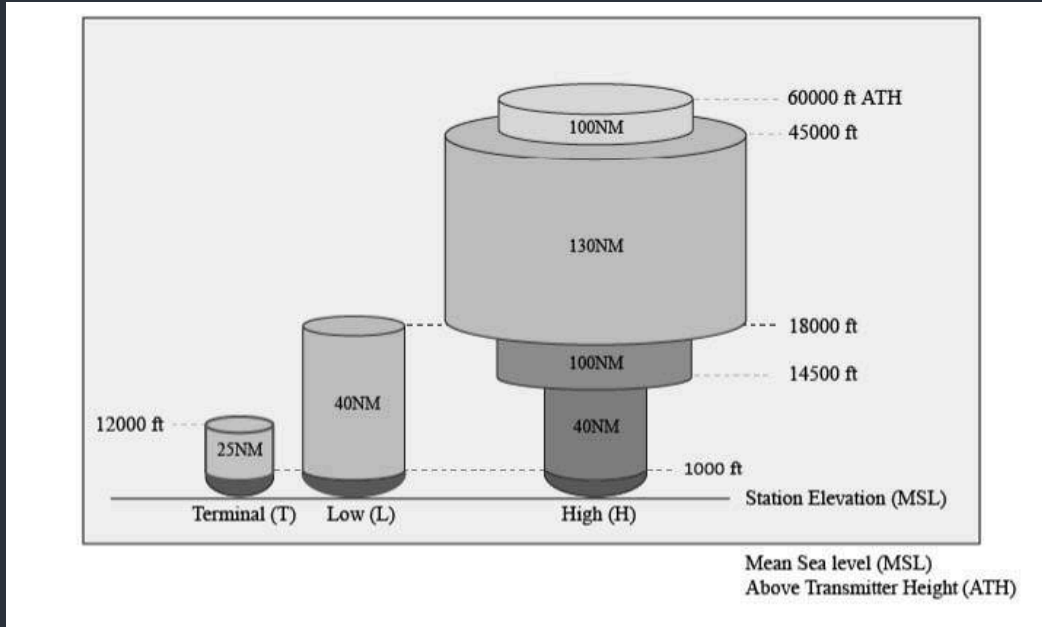 60000 ft ATH
100NM
45000 ft
130NM
18000 ft
100NM
14500 ft
40NM
12000 ft
40NM
25NM
1000 ft
Station Elevation (MSL)
Terminal (T) Low (L) High (H)
Mean Sea level (MSL)
Above Transmitter Height (ATH)